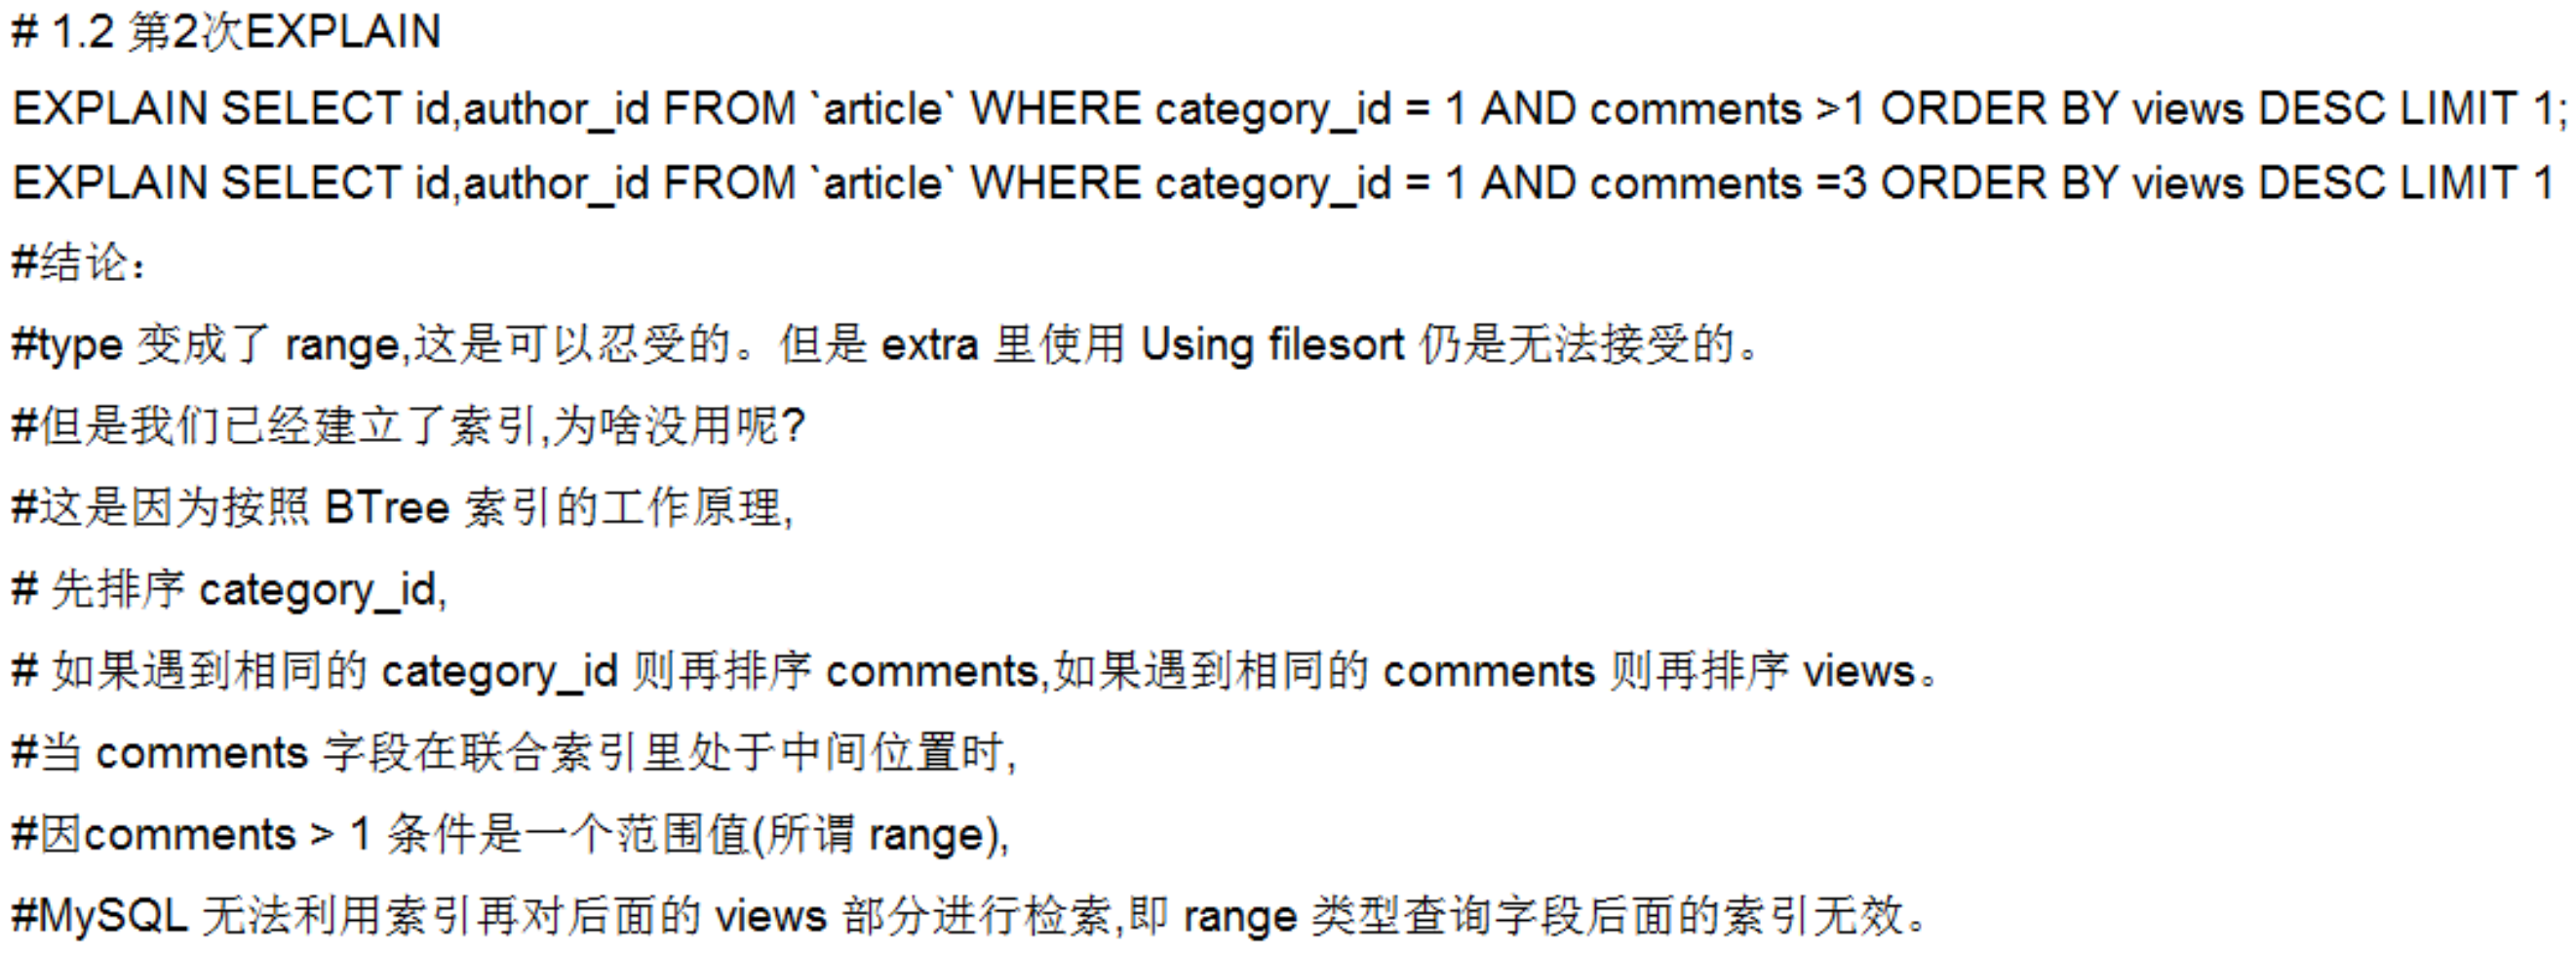 # 1.2 第2次EXPLAIN
EXPLAIN SELECT id,author_id FROM `article` WHERE category_id = 1 AND comments >1 ORDER BY views DESC LIMIT 1;
EXPLAIN SELECT id,author_id FROM `article` WHERE category_id = 1 AND comments =3 ORDER BY views DESC LIMIT 1
#结论：
#type 变成了 range,这是可以忍受的。但是 extra 里使用 Using filesort 仍是无法接受的。
#但是我们已经建立了索引,为啥没用呢?
#这是因为按照 BTree 索引的工作原理,
# 先排序 category_id,
# 如果遇到相同的 category_id 则再排序 comments,如果遇到相同的 comments 则再排序 views。
#当 comments 字段在联合索引里处于中间位置时,
#因comments > 1 条件是一个范围值(所谓 range),
#MySQL 无法利用索引再对后面的 views 部分进行检索,即 range 类型查询字段后面的索引无效。